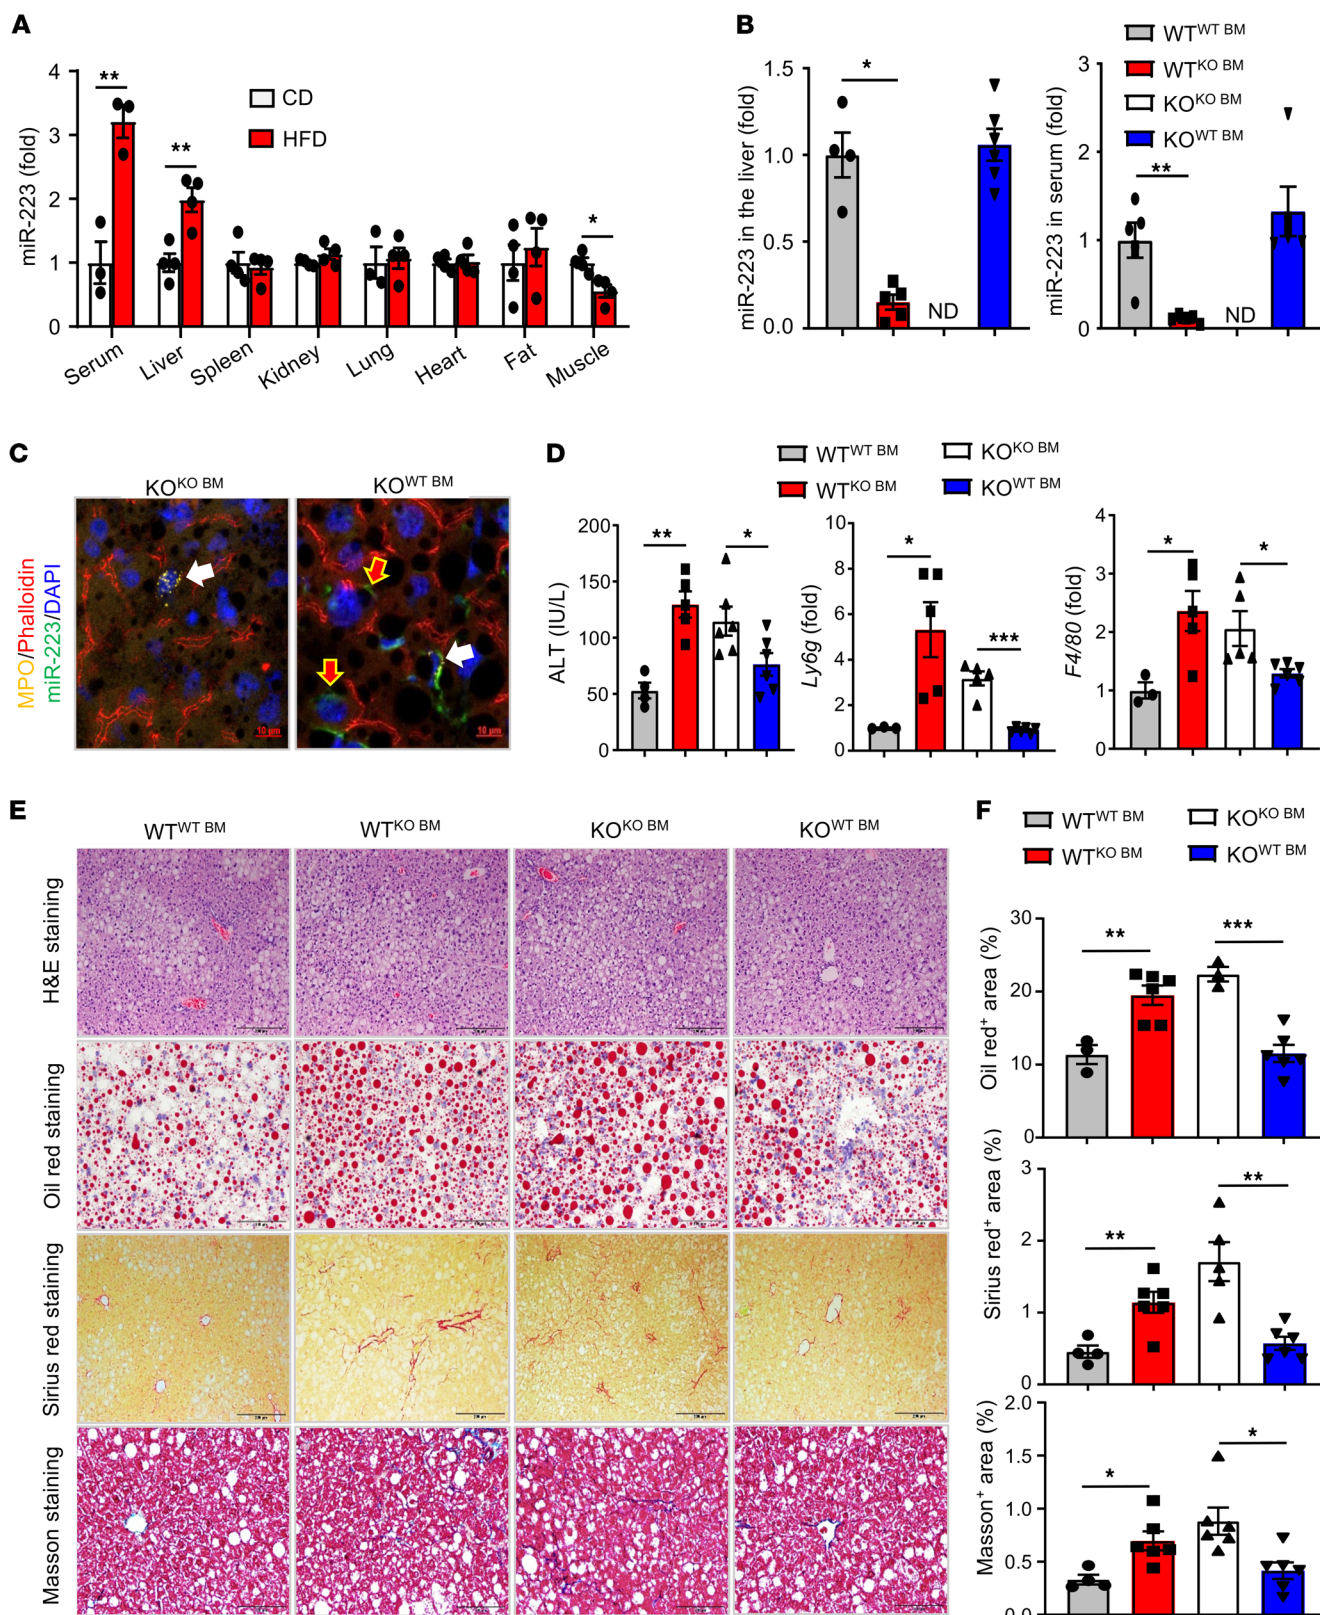 A
miR-223 (fold)
4
3
2
1
0
**
**
*
CD
HFD
Serum
Liver
Spleen
Kidney
Lung
Heart
Fat
Muscle
B
WT^WT BM
WT^KO BM
KO^KO BM
KO^WT BM
miR-223 in the liver (fold)
1.5
1.0
0.5
0.0
*
ND
miR-223 in serum (fold)
3
2
1
0
**
ND
C
KO^KO BM
KO^WT BM
MPO/Phalloidin
miR-223/DAPI
10 µm
10 µm
D
WT^WT BM
KO^KO BM
WT^KO BM
KO^WT BM
ALT (IU/L)
200
150
100
50
0
**
*
Ly6g (fold)
10
8
6
4
2
0
*
***
F4/80 (fold)
4
3
2
1
0
*
*
E
WT^WT BM
WT^KO BM
KO^KO BM
KO^WT BM
H&E staining
Oil red staining
Sirius red staining
Masson staining
F
WT^WT BM
KO^KO BM
WT^KO BM
KO^WT BM
Oil red⁺ area (%)
30
20
10
0
**
***
Sirius red⁺ area (%)
3
2
1
0
**
**
Masson⁺ area (%)
2.0
1.5
1.0
0.5
0.0
*
*